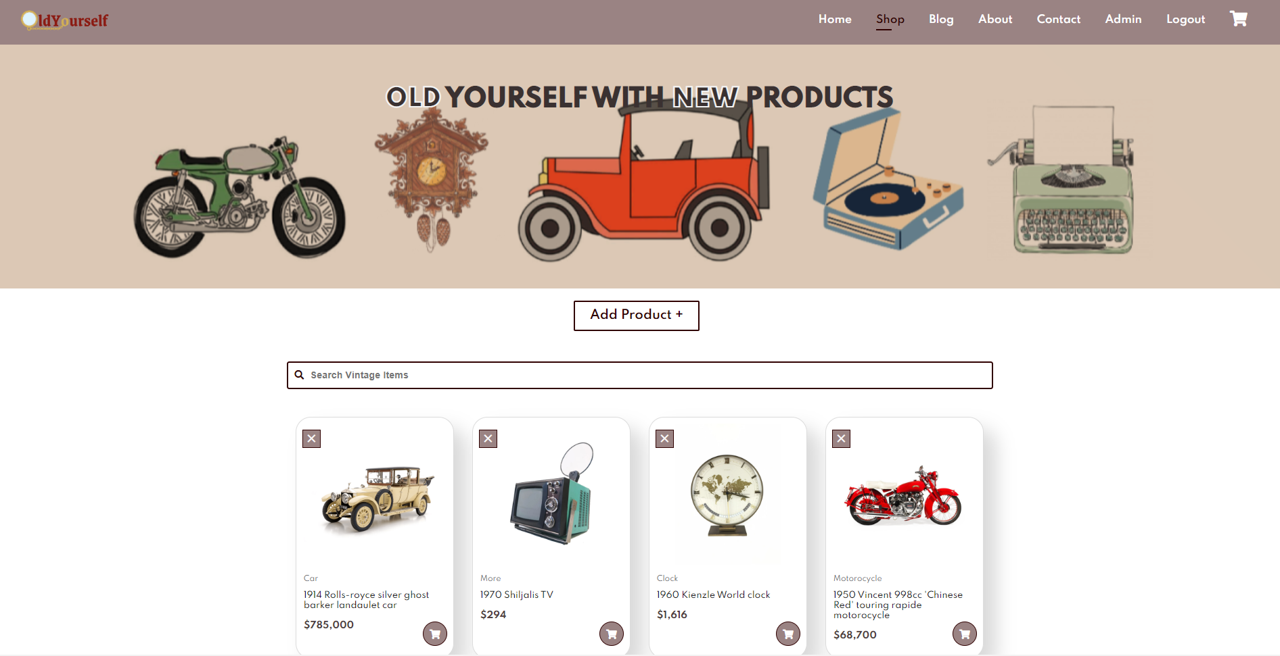 OldYourself
Home Shop Blog About Contact Admin Logout
OLD YOURSELF WITH NEW PRODUCTS
Add Product +
Search Vintage Items
Car
1914 Rolls-royce silver ghost
barker landaulet car
$785,000
More
1970 Shiljalis TV
$294
Clock
1960 Kienzle World clock
$1,616
Motorocycle
1950 Vincent 998cc 'Chinese
Red' touring rapide
motorocycle
$68,700